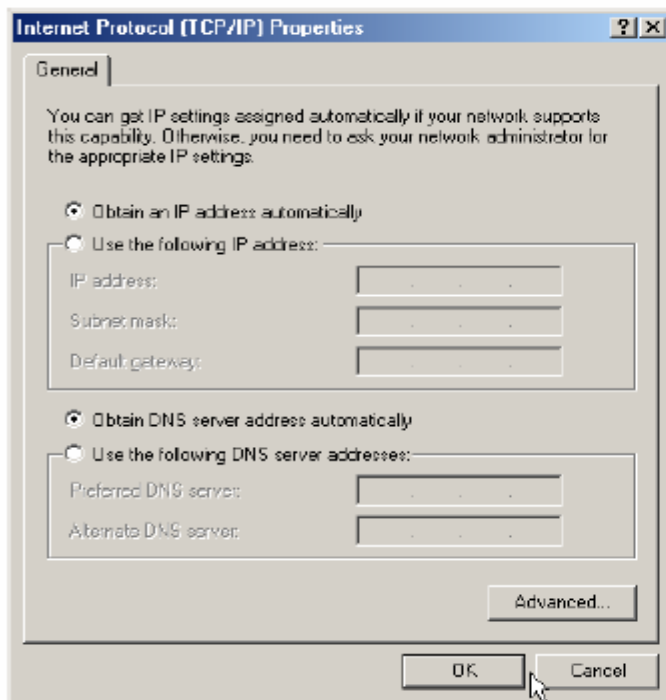 Internet Protocol (TCP/IP) Properties
General
You can get IP settings assigned automatically if your network supports
this capability. Otherwise, you need to ask your network administrator for
the appropriate IP settings.
Obtain an IP address automatically
Use the following IP address:
IP address:
Subnet mask:
Default gateway:
Obtain DNS server address automatically
Use the following DNS server addresses:
Preferred DNS server:
Alternate DNS server:
Advanced...
OK
Cancel